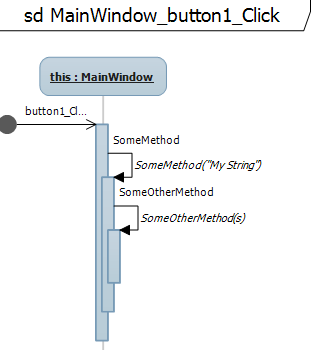 sd MainWindow_button1_Click
this : MainWindow
button1_Cl...
SomeMethod
SomeMethod("My String")
SomeOtherMethod
SomeOtherMethod(s)